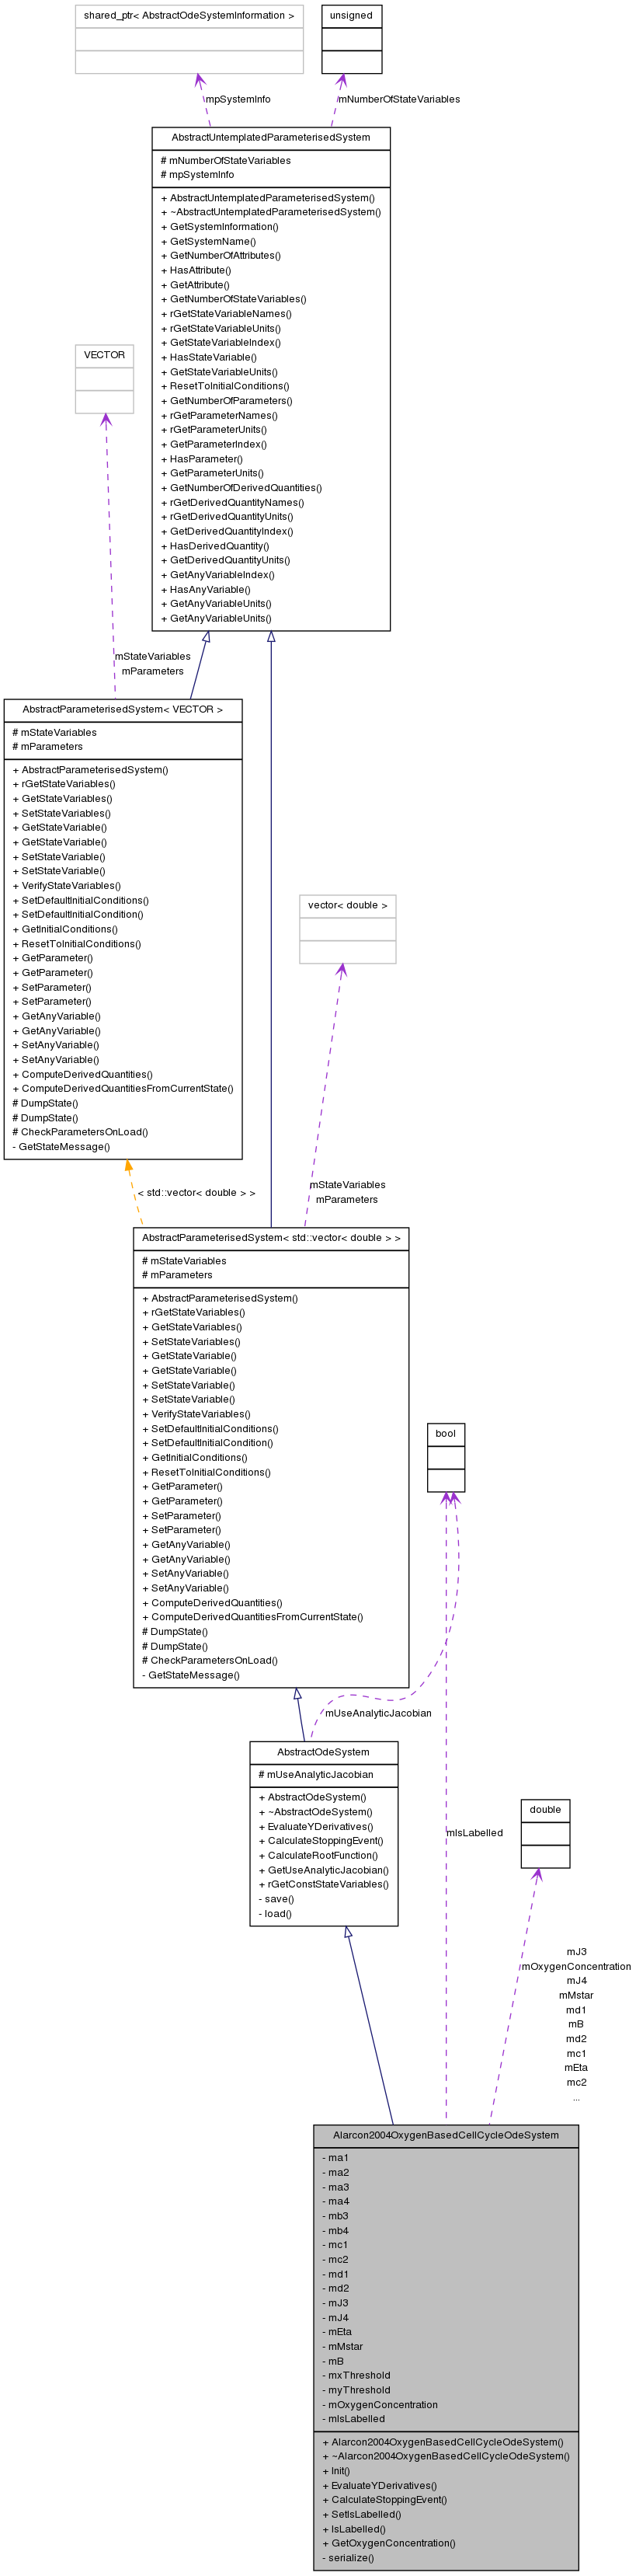 shared_ptr< AbstractOdeSystemInformation >
unsigned
mpSystemInfo
mNumberOfStateVariables
AbstractUntemplatedParameterisedSystem
# mNumberOfStateVariables
# mpSystemInfo
+ AbstractUntemplatedParameterisedSystem()
+ ~AbstractUntemplatedParameterisedSystem()
+ GetSystemInformation()
+ GetSystemName()
+ GetNumberOfAttributes()
+ HasAttribute()
+ GetAttribute()
+ GetNumberOfStateVariables()
+ rGetStateVariableNames()
+ rGetStateVariableUnits()
+ GetStateVariableIndex()
+ HasStateVariable()
+ GetStateVariableUnits()
+ ResetToInitialConditions()
+ GetNumberOfParameters()
+ rGetParameterNames()
+ rGetParameterUnits()
+ GetParameterIndex()
+ HasParameter()
+ GetParameterUnits()
+ GetNumberOfDerivedQuantities()
+ rGetDerivedQuantityNames()
+ rGetDerivedQuantityUnits()
+ GetDerivedQuantityIndex()
+ HasDerivedQuantity()
+ GetDerivedQuantityUnits()
+ GetAnyVariableIndex()
+ HasAnyVariable()
+ GetAnyVariableUnits()
+ GetAnyVariableUnits()
VECTOR
mStateVariables
mParameters
AbstractParameterisedSystem< VECTOR >
# mStateVariables
# mParameters
+ AbstractParameterisedSystem()
+ rGetStateVariables()
+ GetStateVariables()
+ SetStateVariables()
+ GetStateVariable()
+ GetStateVariable()
+ SetStateVariable()
+ SetStateVariable()
+ VerifyStateVariables()
+ SetDefaultInitialConditions()
+ SetDefaultInitialCondition()
+ GetInitialConditions()
+ ResetToInitialConditions()
+ GetParameter()
+ GetParameter()
+ SetParameter()
+ SetParameter()
+ GetAnyVariable()
+ GetAnyVariable()
+ SetAnyVariable()
+ SetAnyVariable()
+ ComputeDerivedQuantities()
+ ComputeDerivedQuantitiesFromCurrentState()
# DumpState()
# DumpState()
# CheckParametersOnLoad()
- GetStateMessage()
vector< double >
< std::vector< double > >
mStateVariables
mParameters
AbstractParameterisedSystem< std::vector< double > >
# mStateVariables
# mParameters
+ AbstractParameterisedSystem()
+ rGetStateVariables()
+ GetStateVariables()
+ SetStateVariables()
+ GetStateVariable()
+ GetStateVariable()
+ SetStateVariable()
+ SetStateVariable()
+ VerifyStateVariables()
+ SetDefaultInitialConditions()
+ SetDefaultInitialCondition()
+ GetInitialConditions()
+ ResetToInitialConditions()
+ GetParameter()
+ GetParameter()
+ SetParameter()
+ SetParameter()
+ GetAnyVariable()
+ GetAnyVariable()
+ SetAnyVariable()
+ SetAnyVariable()
+ ComputeDerivedQuantities()
+ ComputeDerivedQuantitiesFromCurrentState()
# DumpState()
# DumpState()
# CheckParametersOnLoad()
- GetStateMessage()
bool
mUseAnalyticJacobian
AbstractOdeSystem
# mUseAnalyticJacobian
+ AbstractOdeSystem()
+ ~AbstractOdeSystem()
+ EvaluateYDerivatives()
+ CalculateStoppingEvent()
+ CalculateRootFunction()
+ GetUseAnalyticJacobian()
+ rGetConstStateVariables()
- save()
- load()
mIsLabelled
double
mJ3
mOxygenConcentration
mJ4
mMstar
md1
mB
md2
mc1
mEta
mc2
...
Alarcon2004OxygenBasedCellCycleOdeSystem
- ma1
- ma2
- ma3
- ma4
- mb3
- mb4
- mc1
- mc2
- md1
- md2
- mJ3
- mJ4
- mEta
- mMstar
- mB
- mxThreshold
- myThreshold
- mOxygenConcentration
- mIsLabelled
+ Alarcon2004OxygenBasedCellCycleOdeSystem()
+ ~Alarcon2004OxygenBasedCellCycleOdeSystem()
+ Init()
+ EvaluateYDerivatives()
+ CalculateStoppingEvent()
+ SetIsLabelled()
+ IsLabelled()
+ GetOxygenConcentration()
- serialize()